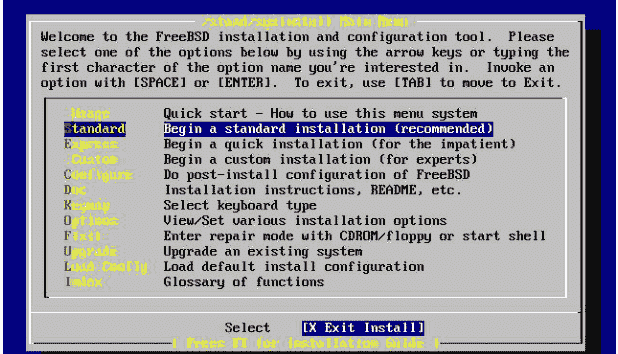 /stand/sysinstall Main Menu
Welcome to the FreeBSD installation and configuration tool.  Please
select one of the options below by using the arrow keys or typing the
first character of the option name you're interested in.  Invoke an
option with [SPACE] or [ENTER].  To exit, use [TAB] to move to Exit.
Usage Quick start - How to use this menu system
Standard Begin a standard installation (recommended)
Express Begin a quick installation (for the impatient)
Custom Begin a custom installation (for experts)
Configure Do post-install configuration of FreeBSD
Doc Installation instructions, README, etc.
Keymap Select keyboard type
Options View/Set various installation options
Fixit Enter repair mode with CDROM/floppy or start shell
Upgrade Upgrade an existing system
Load Config Load default install configuration
Index Glossary of functions
Select [X Exit Install]
[ Press F1 for Installation Guide ]